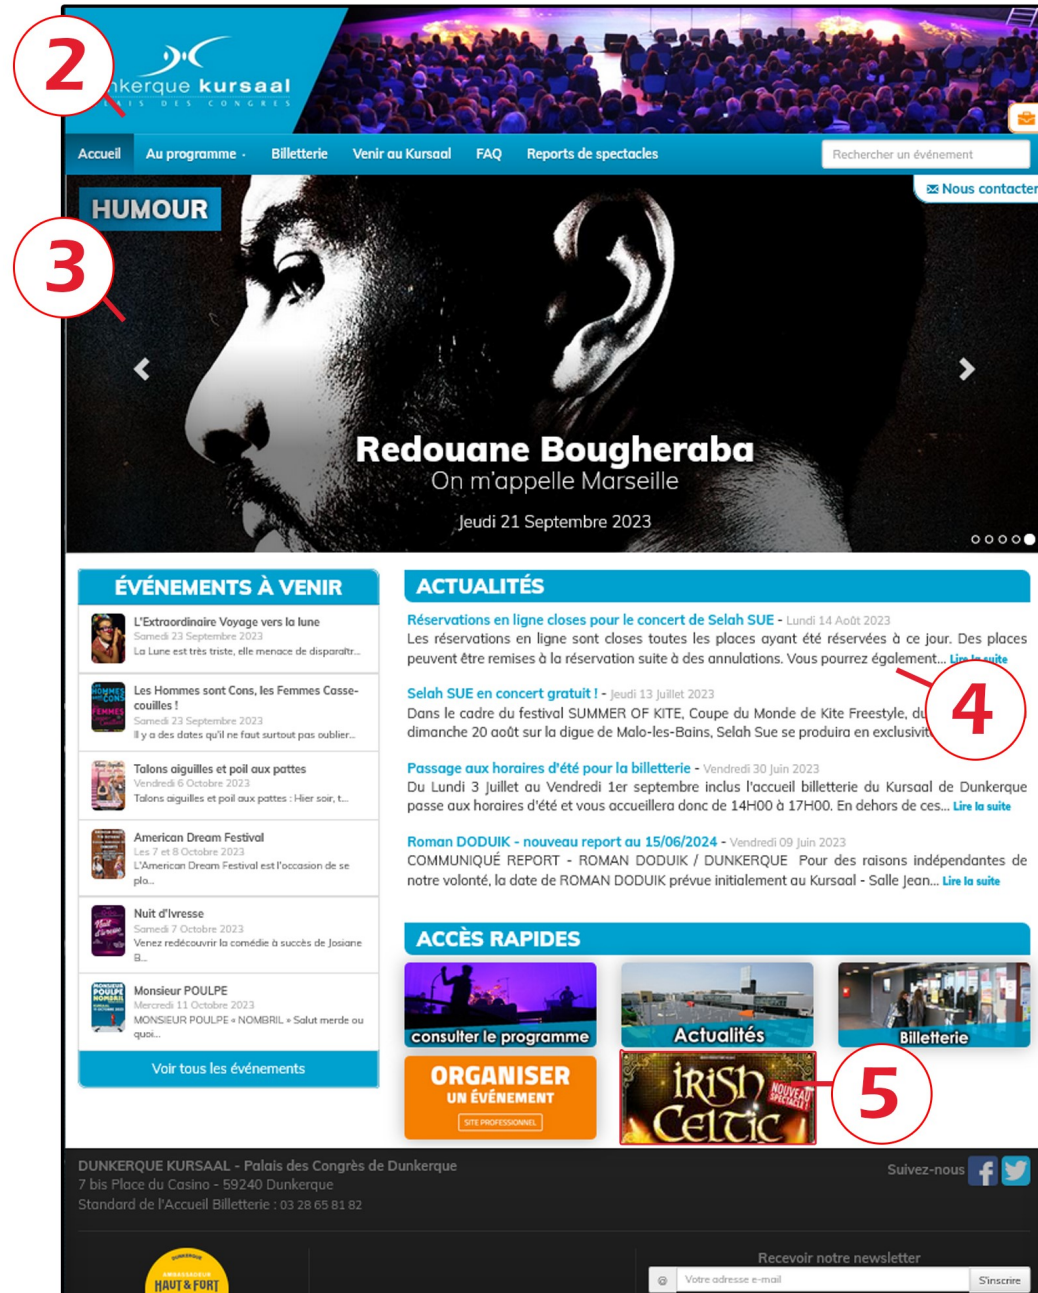 2
nkerque kursaal
LAIS DES CONGRES
Accueil Au programme Billetterie Venir au Kursaal FAQ Reports de spectacles Rechercher un événement
Nous contacter
HUMOUR
3
Redouane Bougheraba
On m'appelle Marseille
Jeudi 21 Septembre 2023
ÉVÉNEMENTS À VENIR
L'Extraordinaire Voyage vers la lune
Samedi 23 Septembre 2023
La Lune est très triste, elle menace de disparaîtr...
Les Hommes sont Cons, les Femmes Casse-
couilles !
Samedi 23 Septembre 2023
Il y a des dates qu'il ne faut surtout pas oublier...
Talons aiguilles et poil aux pattes
Vendredi 6 Octobre 2023
Talons aiguilles et poil aux pattes : Hier soir, t...
American Dream Festival
Les 7 et 8 Octobre 2023
L'American Dream Festival est l'occasion de se
plo...
Nuit d'Ivresse
Samedi 7 Octobre 2023
Venez redécouvrir la comédie à succès de Josiane
B...
MONSIEUR
POULPE
NOMBRIL
Monsieur POULPE
Mercredi 11 Octobre 2023
MONSIEUR POULPE « NOMBRIL » Salut merde ou
quoi...
Voir tous les événements
ACTUALITÉS
Réservations en ligne closes pour le concert de Selah SUE - Lundi 14 Août 2023
Les réservations en ligne sont closes toutes les places ayant été réservées à ce jour. Des places
peuvent être remises à la réservation suite à des annulations. Vous pourrez également... Lire la suite
4
Selah SUE en concert gratuit ! - Jeudi 13 Juillet 2023
Dans le cadre du festival SUMMER OF KITE, Coupe du Monde de Kite Freestyle, du
dimanche 20 août sur la digue de Malo-les-Bains, Selah Sue se produira en exclusivit
Passage aux horaires d'été pour la billetterie - Vendredi 30 Juin 2023
Du Lundi 3 Juillet au Vendredi 1er septembre inclus l'accueil billetterie du Kursaal de Dunkerque
passe aux horaires d'été et vous accueillera donc de 14H00 à 17H00. En dehors de ces... Lire la suite
Roman DODUIK - nouveau report au 15/06/2024 - Vendredi 09 Juin 2023
COMMUNIQUÉ REPORT - ROMAN DODUIK / DUNKERQUE Pour des raisons indépendantes de
notre volonté, la date de ROMAN DODUIK prévue initialement au Kursaal - Salle Jean... Lire la suite
ACCÈS RAPIDES
consulter le programme
Actualités
Billetterie
ORGANISER
UN ÉVÉNEMENT
SITE PROFESSIONNEL
IRISH
CELTIC
NOUVEAU
SPECTACLE !
5
DUNKERQUE KURSAAL - Palais des Congrès de Dunkerque
7 bis Place du Casino - 59240 Dunkerque
Standard de l'Accueil Billetterie : 03 28 65 81 82
Suivez-nous
DUNKERQUE
AMBASSADEUR
HAUT & FORT
Recevoir notre newsletter
@ Votre adresse e-mail S'inscrire